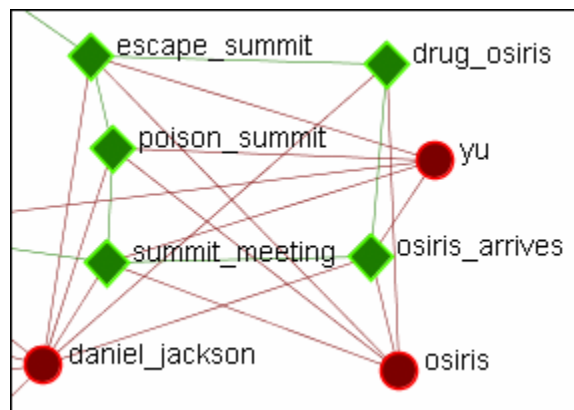 escape_summit
drug_osiris
poison_summit
yu
summit_meeting
osiris_arrives
daniel_jackson
osiris